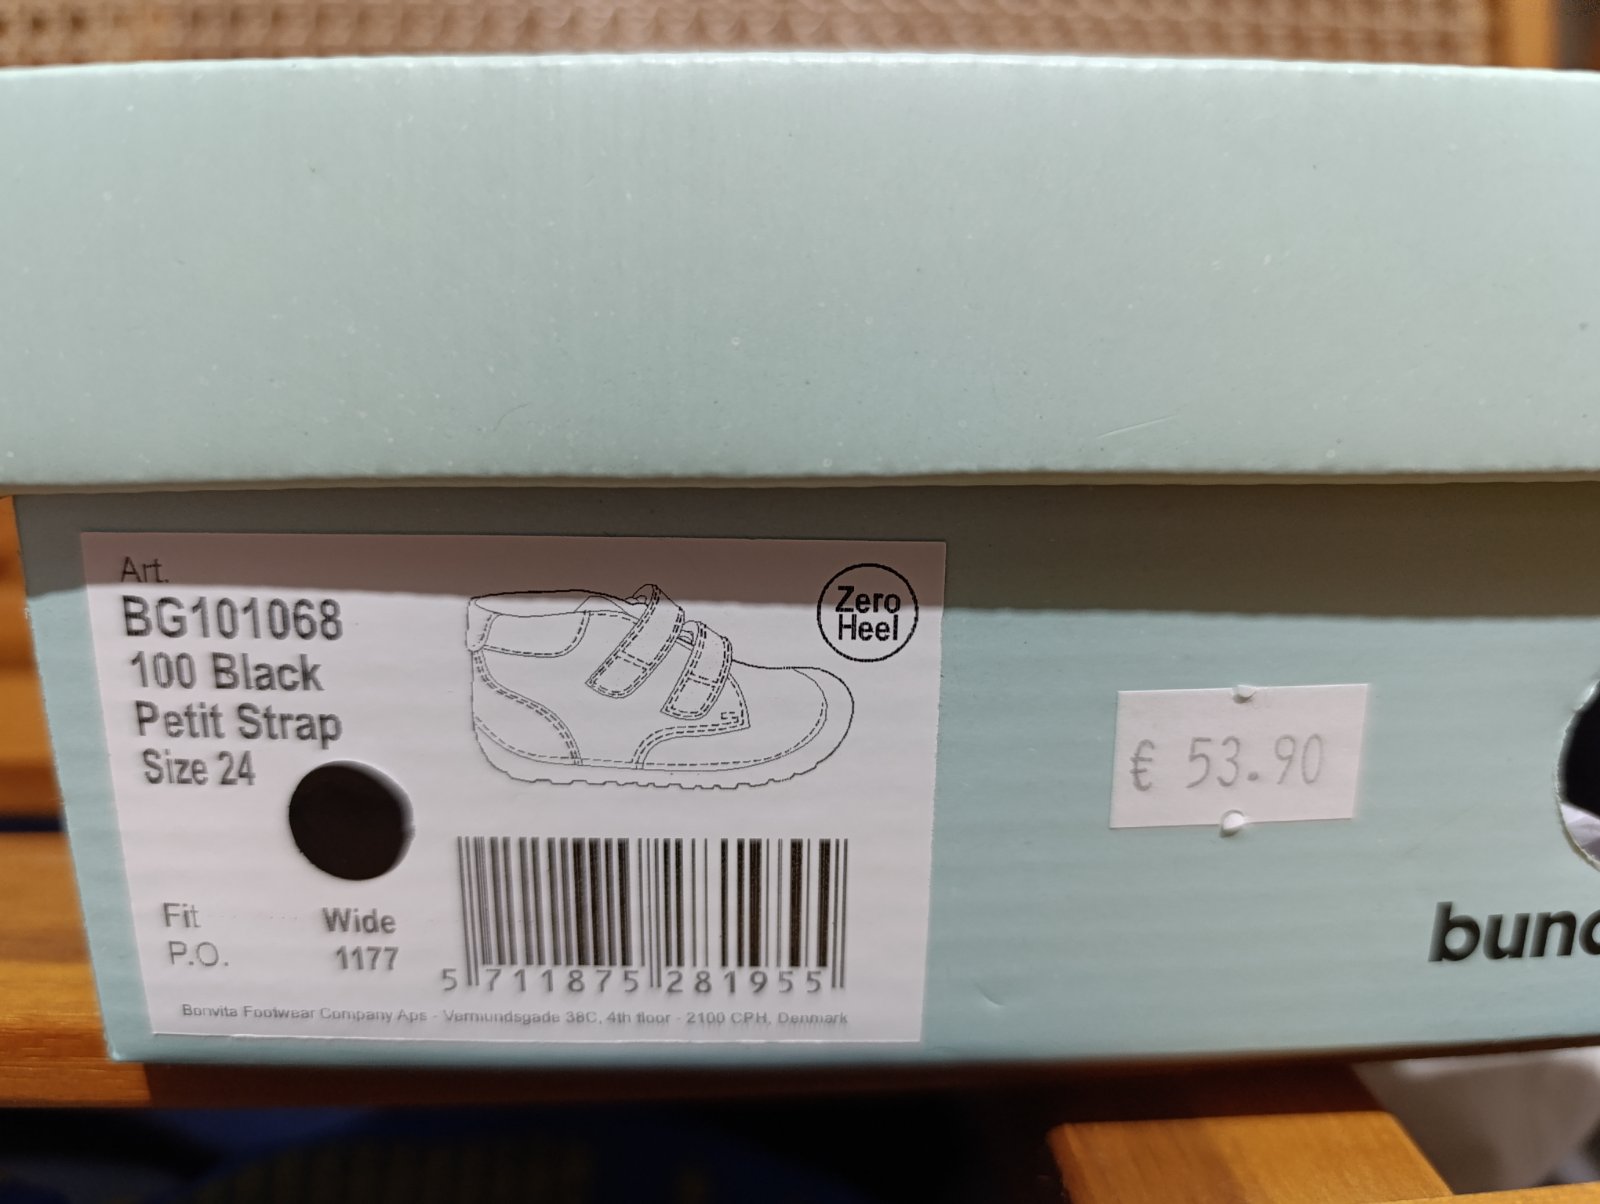 Art.
BG101068
100 Black
Petit Strap
Size 24
Zero
Heel
€ 53.90
Fit Wide
P.O. 1177
5 711875 281955
Bonvita Footwear Company Aps - Vermundsgade 38C, 4th floor - 2100 CPH, Denmark